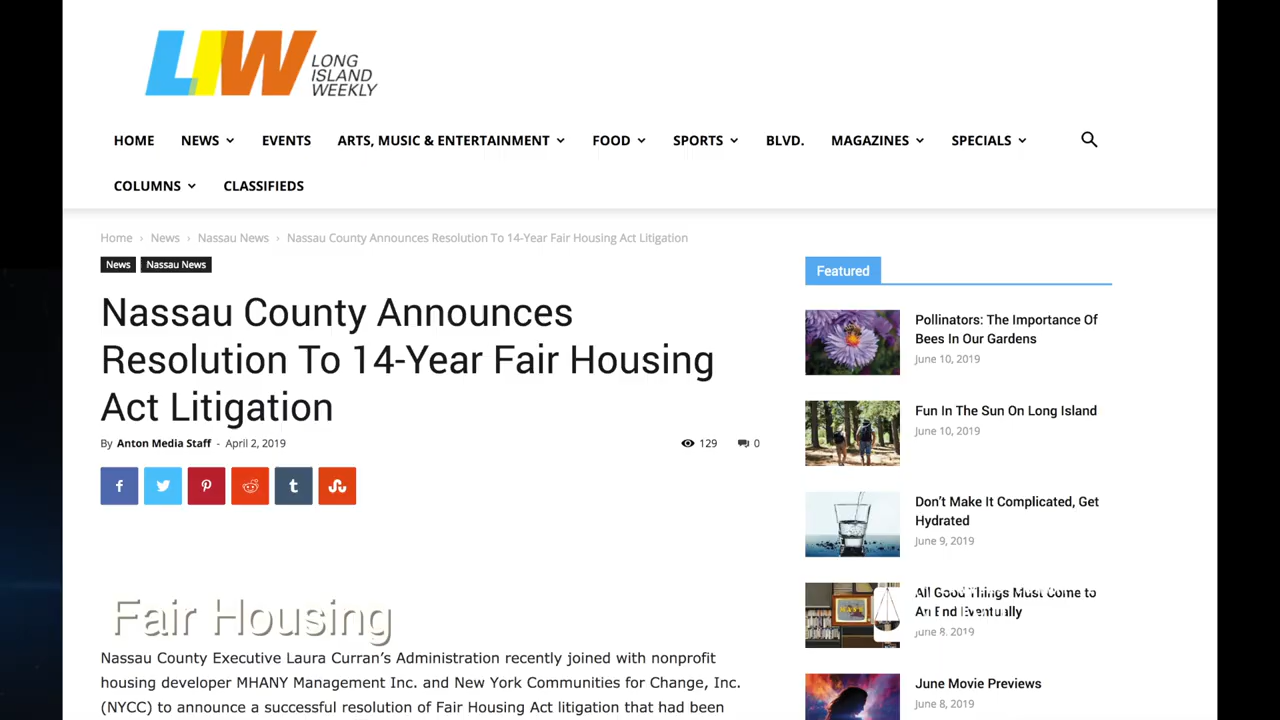 LIW LONG
ISLAND
WEEKLY
HOME NEWS EVENTS ARTS, MUSIC & ENTERTAINMENT FOOD SPORTS BLVD. MAGAZINES SPECIALS
COLUMNS CLASSIFIEDS
Home › News › Nassau News › Nassau County Announces Resolution To 14-Year Fair Housing Act Litigation
News Nassau News
Nassau County Announces
Resolution To 14-Year Fair Housing
Act Litigation
By Anton Media Staff - April 2, 2019 129 0
Fair Housing
Nassau County Executive Laura Curran’s Administration recently joined with nonprofit
housing developer MHANY Management Inc. and New York Communities for Change, Inc.
(NYCC) to announce a successful resolution of Fair Housing Act litigation that had been
Featured
Pollinators: The Importance Of
Bees In Our Gardens
June 10, 2019
Fun In The Sun On Long Island
June 10, 2019
Don’t Make It Complicated, Get
Hydrated
June 9, 2019
All Good Things Must Come to
An End Eventually
June 8, 2019
June Movie Previews
June 8, 2019